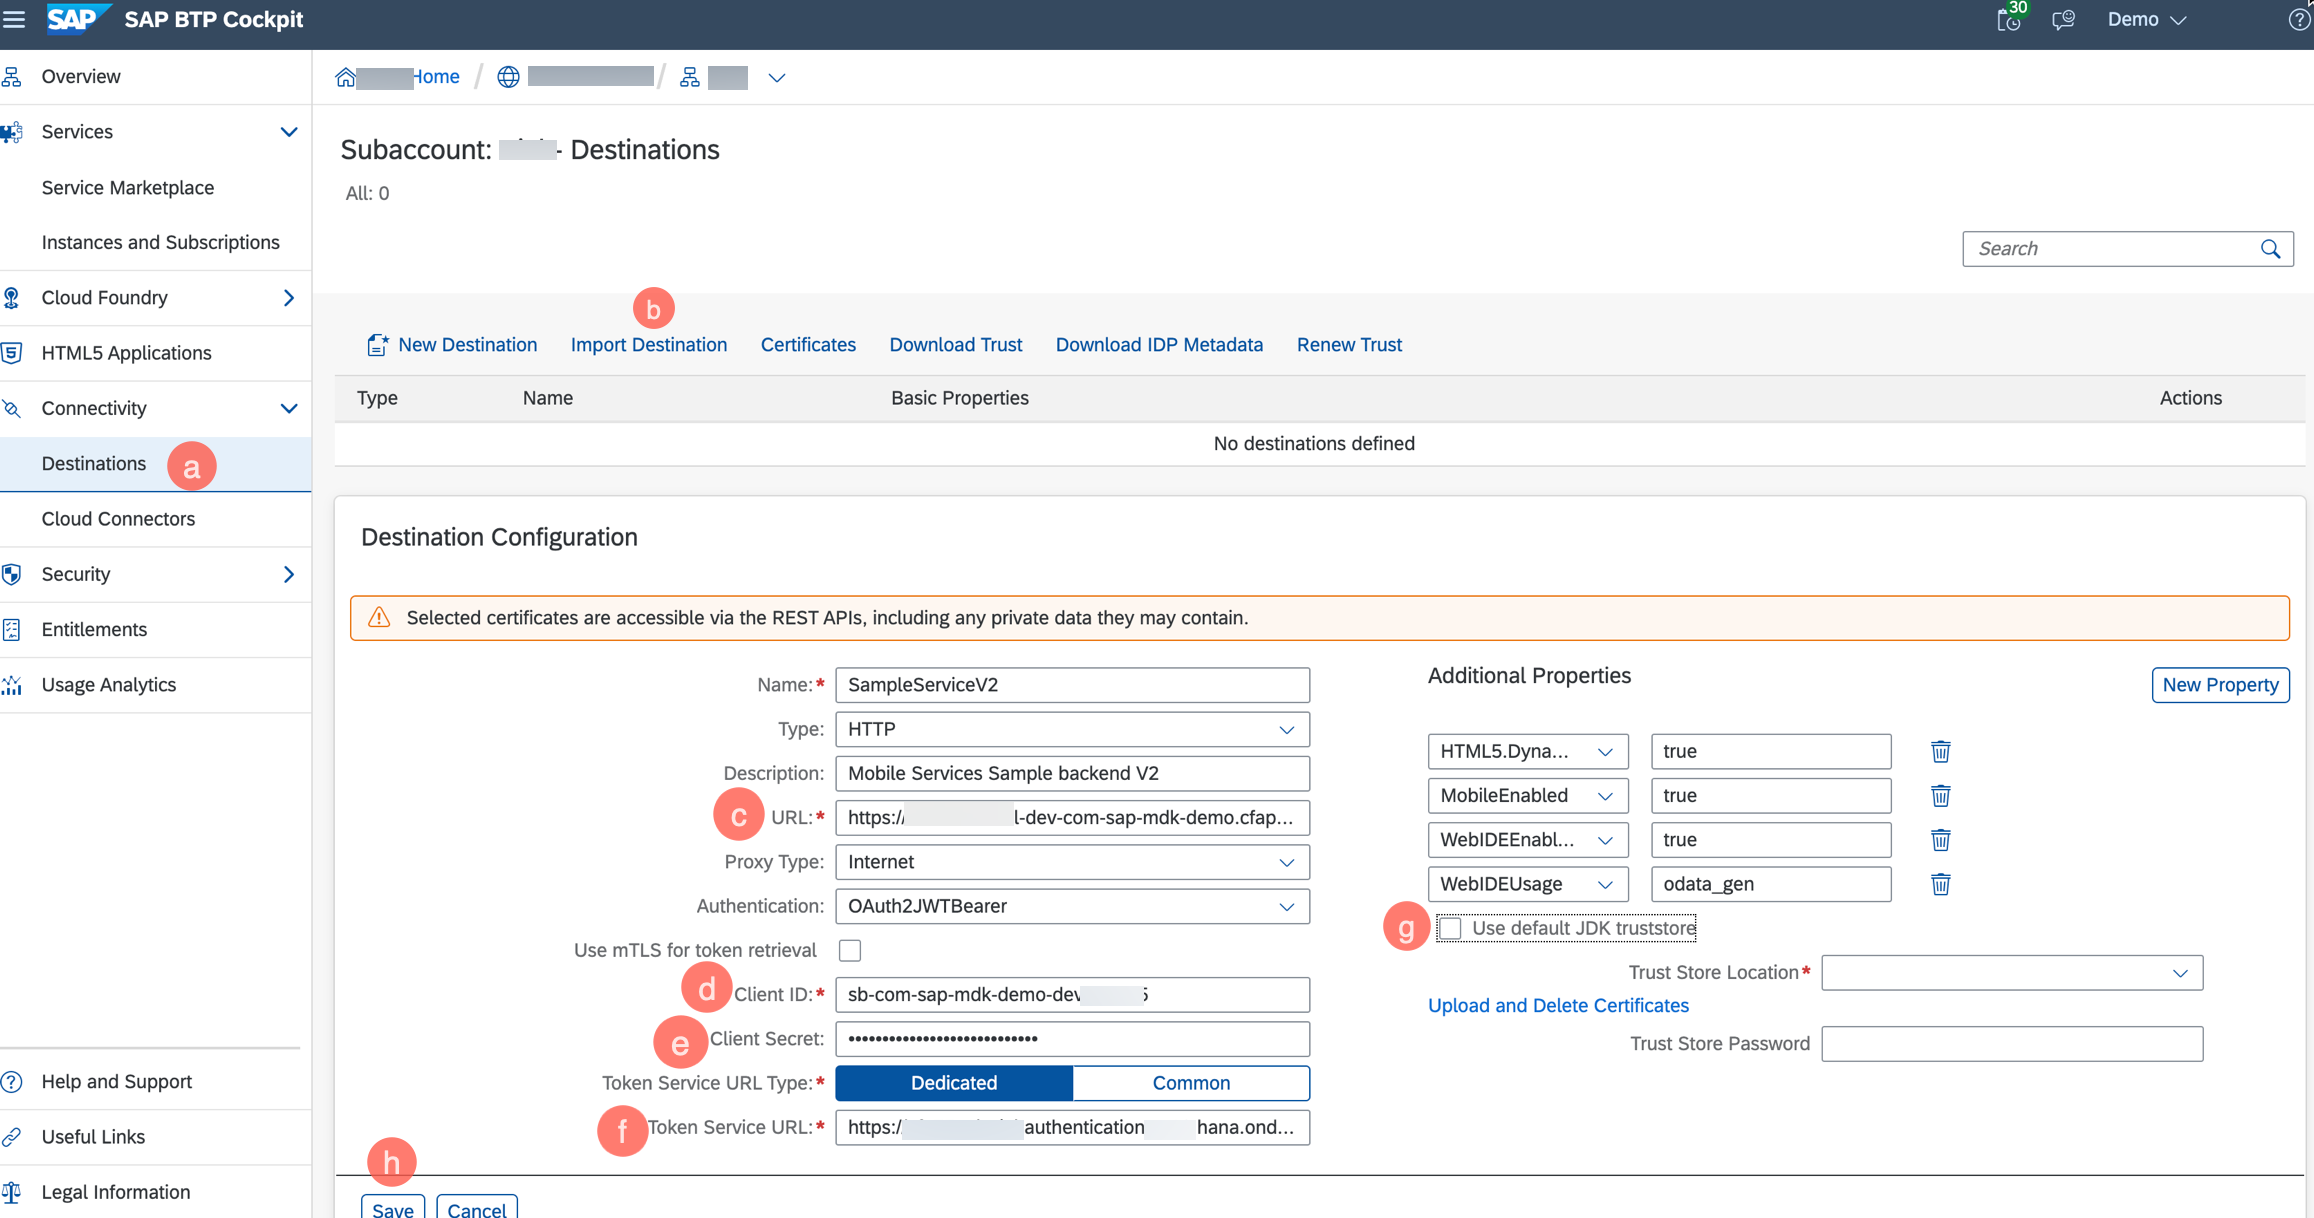 SAP SAP BTP Cockpit
30
Demo
Overview
Services
Service Marketplace
Instances and Subscriptions
Cloud Foundry
HTML5 Applications
Connectivity
Destinations
a
Cloud Connectors
Security
Entitlements
Usage Analytics
Help and Support
Useful Links
Legal Information
Home / /
Subaccount: - Destinations
All: 0
Search
b
New Destination Import Destination Certificates Download Trust Download IDP Metadata Renew Trust
Type Name Basic Properties Actions
No destinations defined
Destination Configuration
Selected certificates are accessible via the REST APIs, including any private data they may contain.
Name:* SampleServiceV2
Type: HTTP
Description: Mobile Services Sample backend V2
c URL:* https:/ l-dev-com-sap-mdk-demo.cfap...
Proxy Type: Internet
Authentication: OAuth2JWTBearer
Use mTLS for token retrieval
d Client ID:* sb-com-sap-mdk-demo-dev
e Client Secret: ••••••••••••••••••••••••••••
Token Service URL Type:* Dedicated Common
f Token Service URL:* https:/ authentication hana.ond...
Additional Properties
New Property
HTML5.Dyna... true
MobileEnabled true
WebIDEEnabl... true
WebIDEUsage odata_gen
g Use default JDK truststore
Trust Store Location*
Upload and Delete Certificates
Trust Store Password
h
Save Cancel